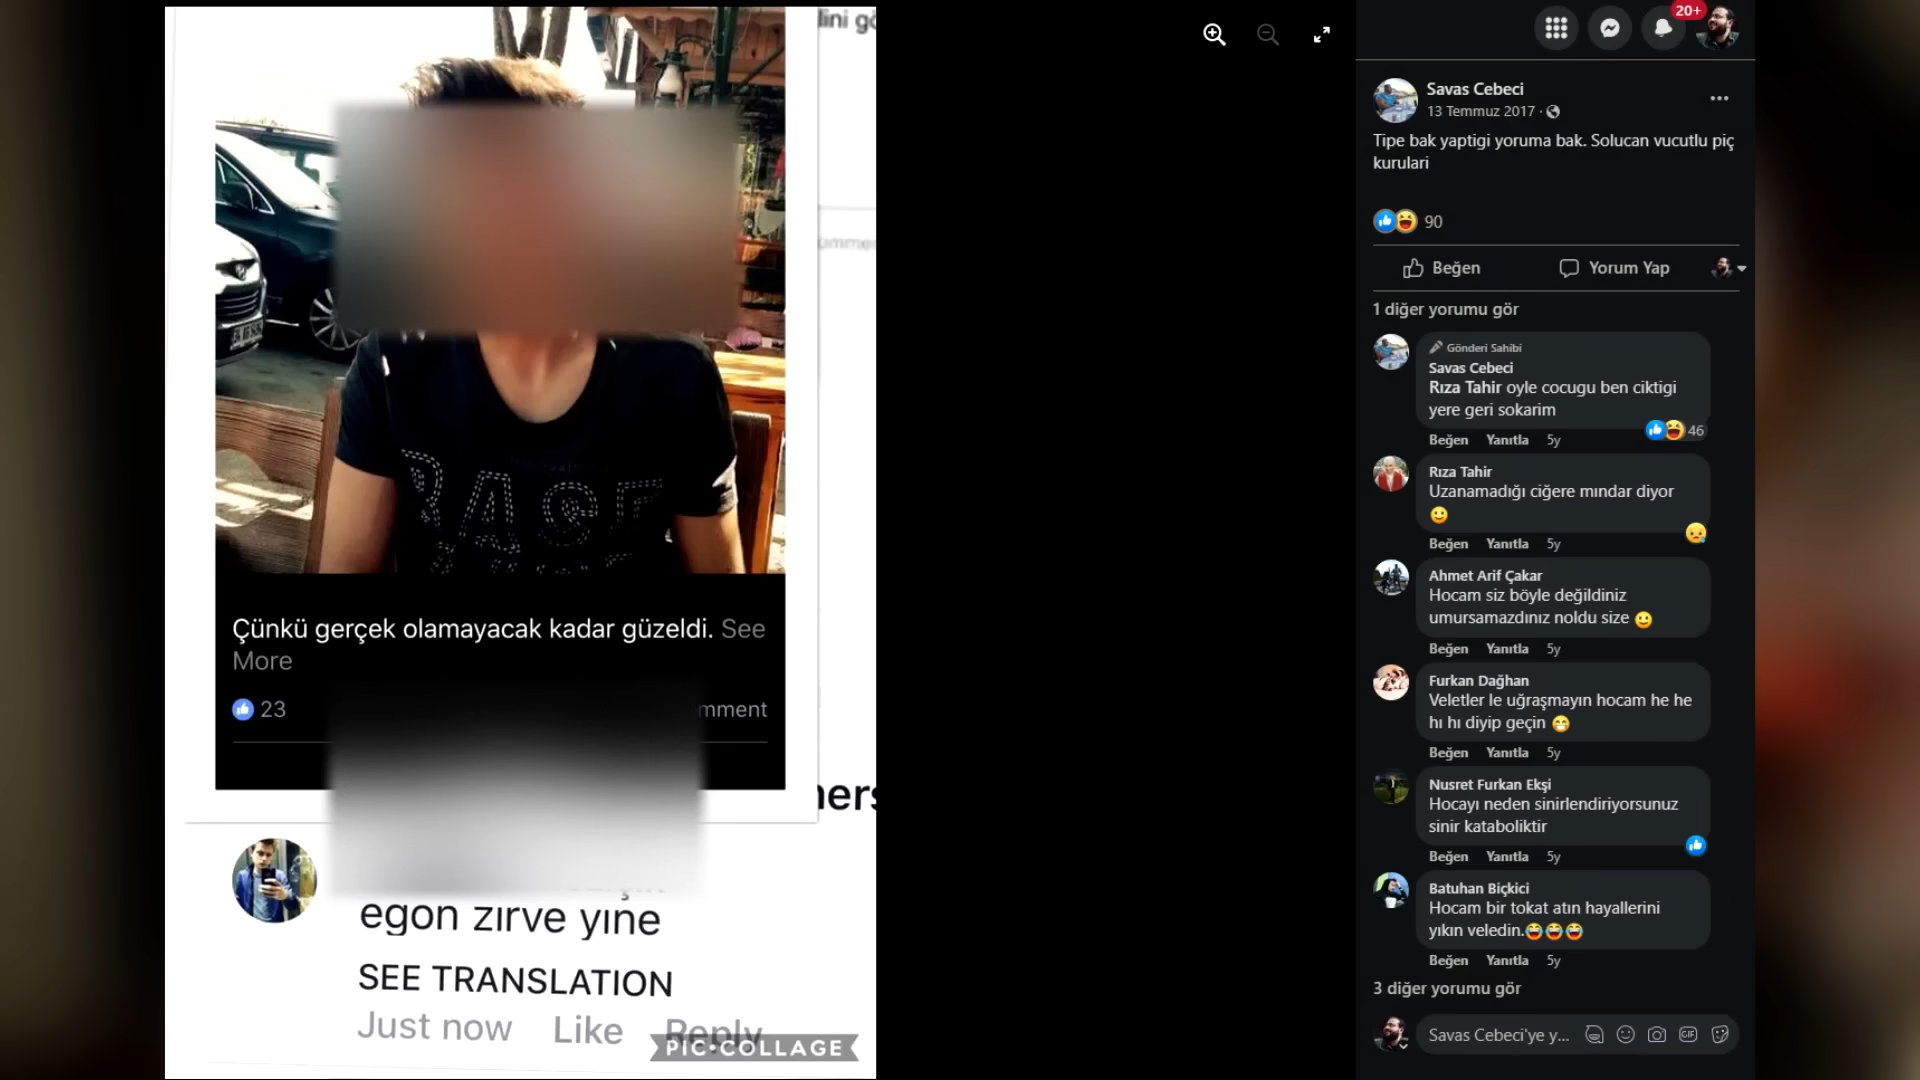 dini gö
ommen
RAGE
Çünkü gerçek olamayacak kadar güzeldi. See
More
23
mment
ners
egon zirve yine
SEE TRANSLATION
Just now Like Reply
PIC•COLLAGE
20+
Savas Cebeci
13 Temmuz 2017 ·
Tipe bak yaptigi yoruma bak. Solucan vucutlu piç
kurulari
90
Beğen Yorum Yap
1 diğer yorumu gör
Gönderi Sahibi
Savas Cebeci
Rıza Tahir oyle cocugu ben ciktigi
yere geri sokarim
46
Beğen Yanıtla 5y
Rıza Tahir
Uzanamadığı ciğere mındar diyor
Beğen Yanıtla 5y
Ahmet Arif Çakar
Hocam siz böyle değildiniz
umursamazdınız noldu size
Beğen Yanıtla 5y
Furkan Dağhan
Veletler le uğraşmayın hocam he he
hı hı diyip geçin
Beğen Yanıtla 5y
Nusret Furkan Ekşi
Hocayı neden sinirlendiriyorsunuz
sinir kataboliktir
Beğen Yanıtla 5y
Batuhan Biçkici
Hocam bir tokat atın hayallerini
yıkın veledin.
Beğen Yanıtla 5y
3 diğer yorumu gör
Savas Cebeci'ye y...
GIF